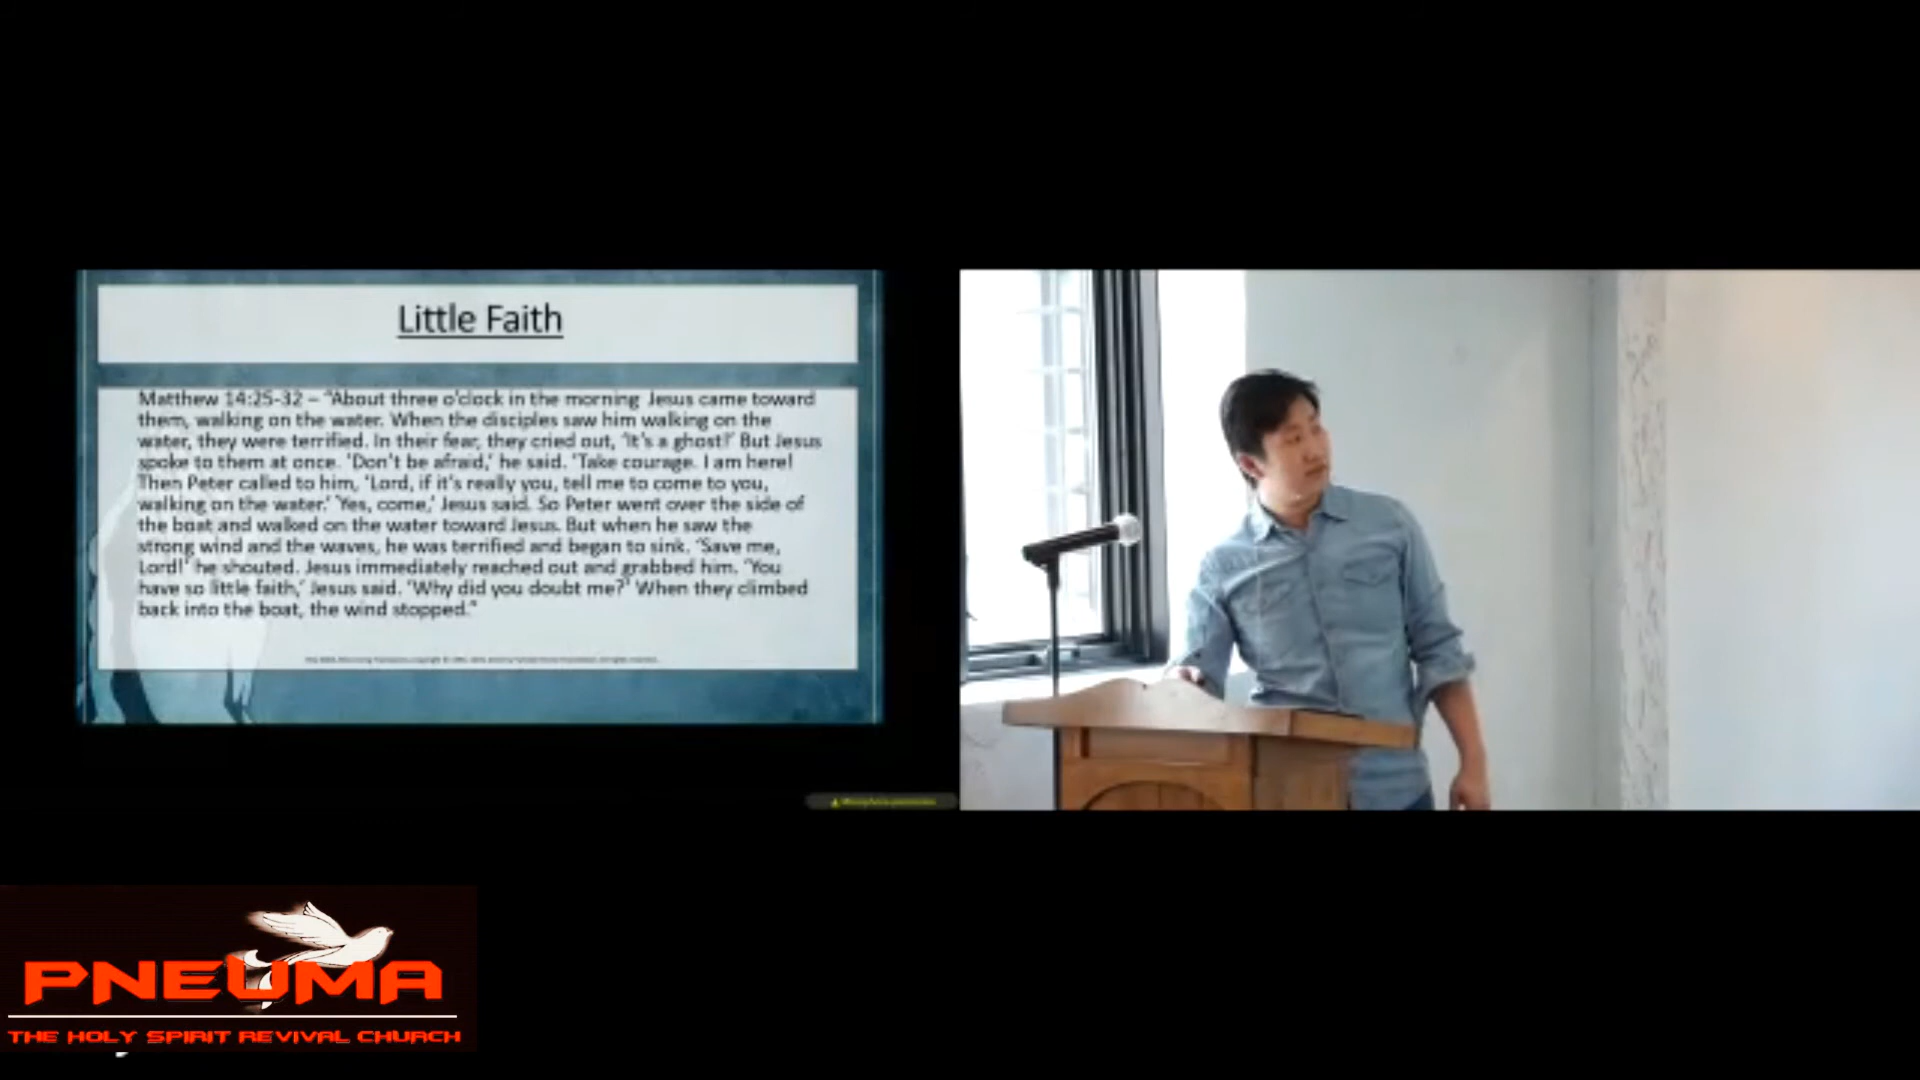 Little Faith
Matthew 14:25-32 – "About three o'clock in the morning Jesus came toward
them, walking on the water. When the disciples saw him walking on the
water, they were terrified. In their fear, they cried out, 'It's a ghost!' But Jesus
spoke to them at once. 'Don't be afraid,' he said. 'Take courage. I am here!
Then Peter called to him, 'Lord, if it's really you, tell me to come to you,
walking on the water.' 'Yes, come,' Jesus said. So Peter went over the side of
the boat and walked on the water toward Jesus. But when he saw the
strong wind and the waves, he was terrified and began to sink. 'Save me,
Lord!' he shouted. Jesus immediately reached out and grabbed him. 'You
have so little faith,' Jesus said. 'Why did you doubt me?' When they climbed
back into the boat, the wind stopped."
PNEUMA
THE HOLY SPIRIT REVIVAL CHURCH